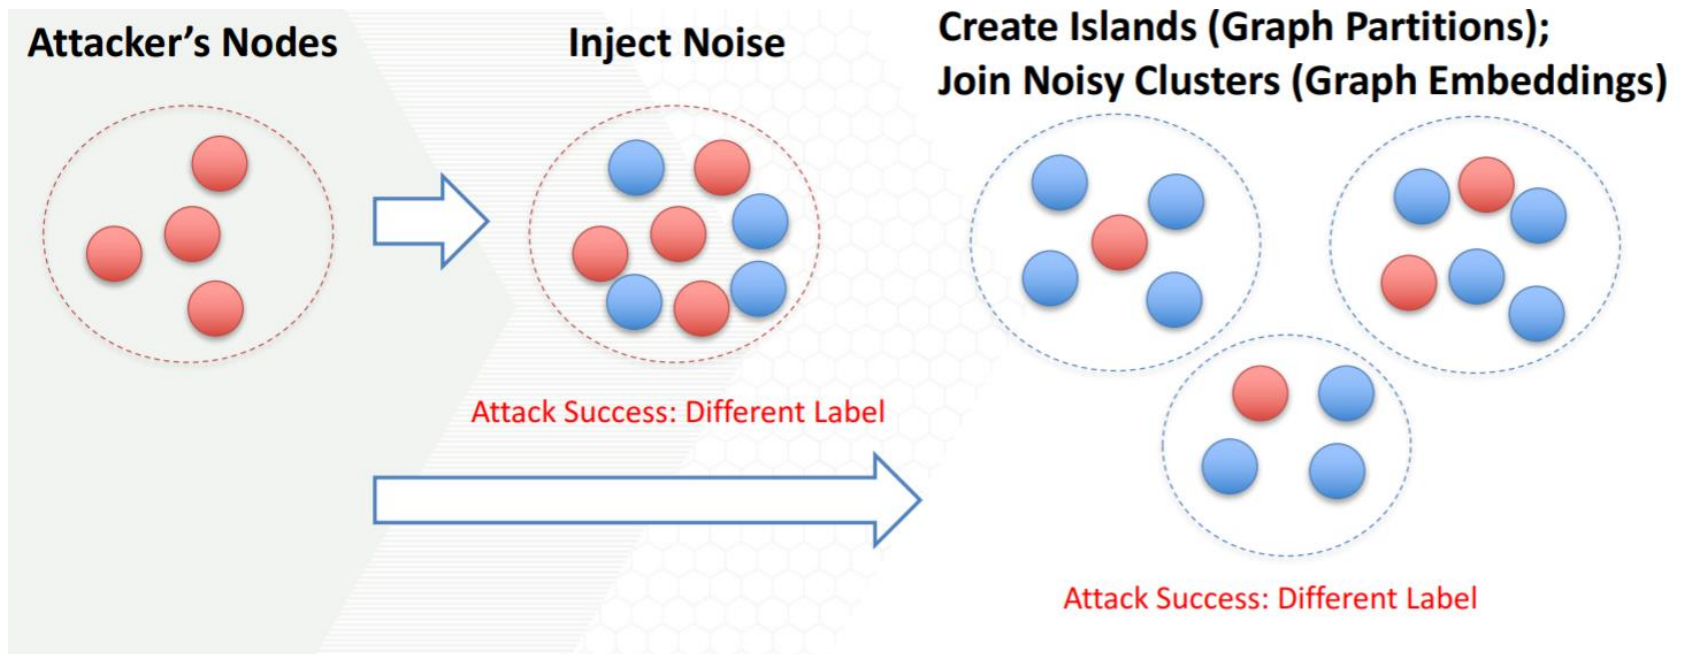 Attacker’s Nodes
Inject Noise
Create Islands (Graph Partitions);
Join Noisy Clusters (Graph Embeddings)
Attack Success: Different Label
Attack Success: Different Label